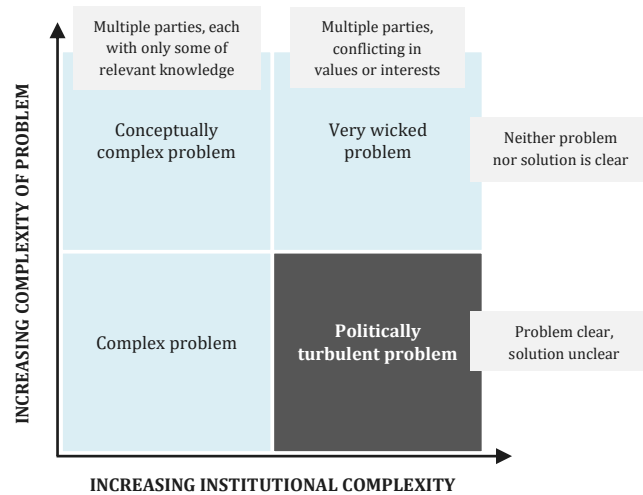 Multiple parties, each
with only some of
relevant knowledge
Multiple parties,
conflicting in
values or interests
INCREASING COMPLEXITY OF PROBLEM
Conceptually
complex problem
Very wicked
problem
Neither problem
nor solution is clear
Complex problem
Politically
turbulent problem
Problem clear,
solution unclear
INCREASING INSTITUTIONAL COMPLEXITY